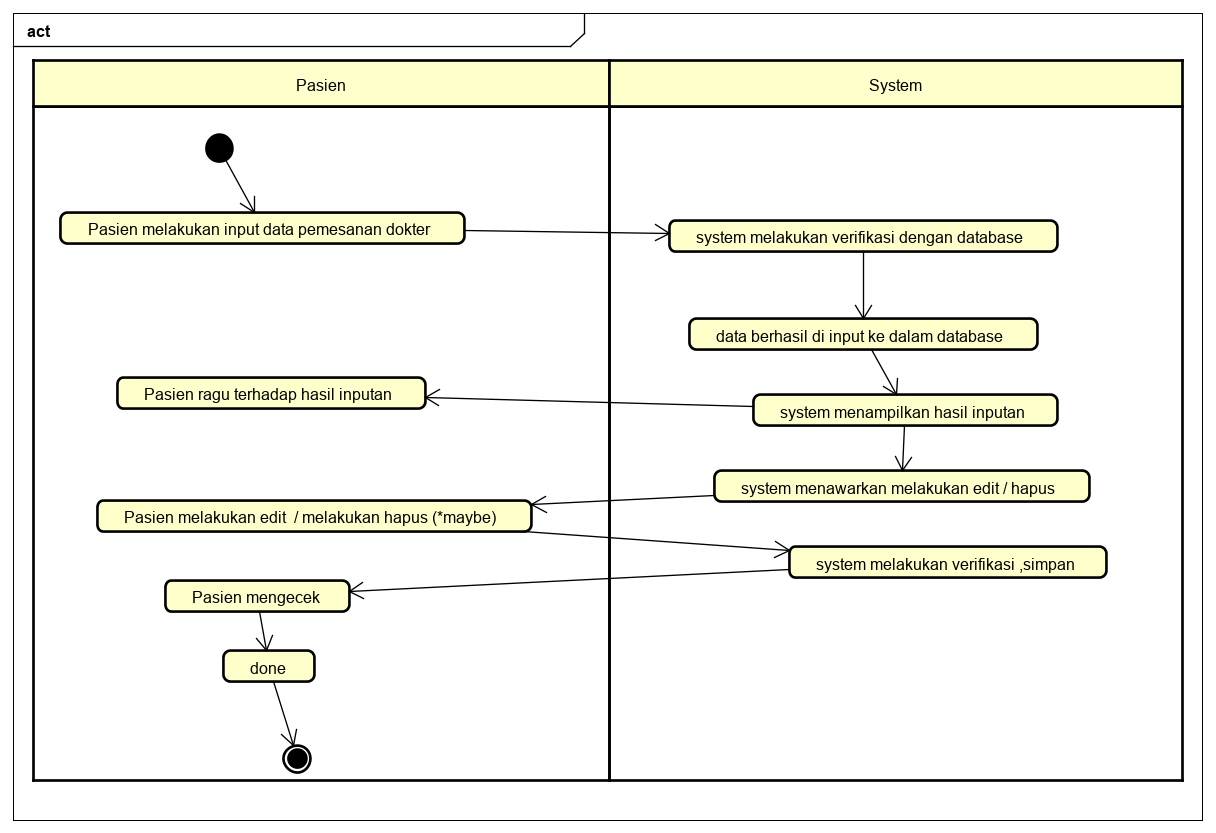 act
Pasien
System
Pasien melakukan input data pemesanan dokter
system melakukan verifikasi dengan database
data berhasil di input ke dalam database
Pasien ragu terhadap hasil inputan
system menampilkan hasil inputan
system menawarkan melakukan edit / hapus
Pasien melakukan edit  / melakukan hapus (*maybe)
system melakukan verifikasi ,simpan
Pasien mengecek
done